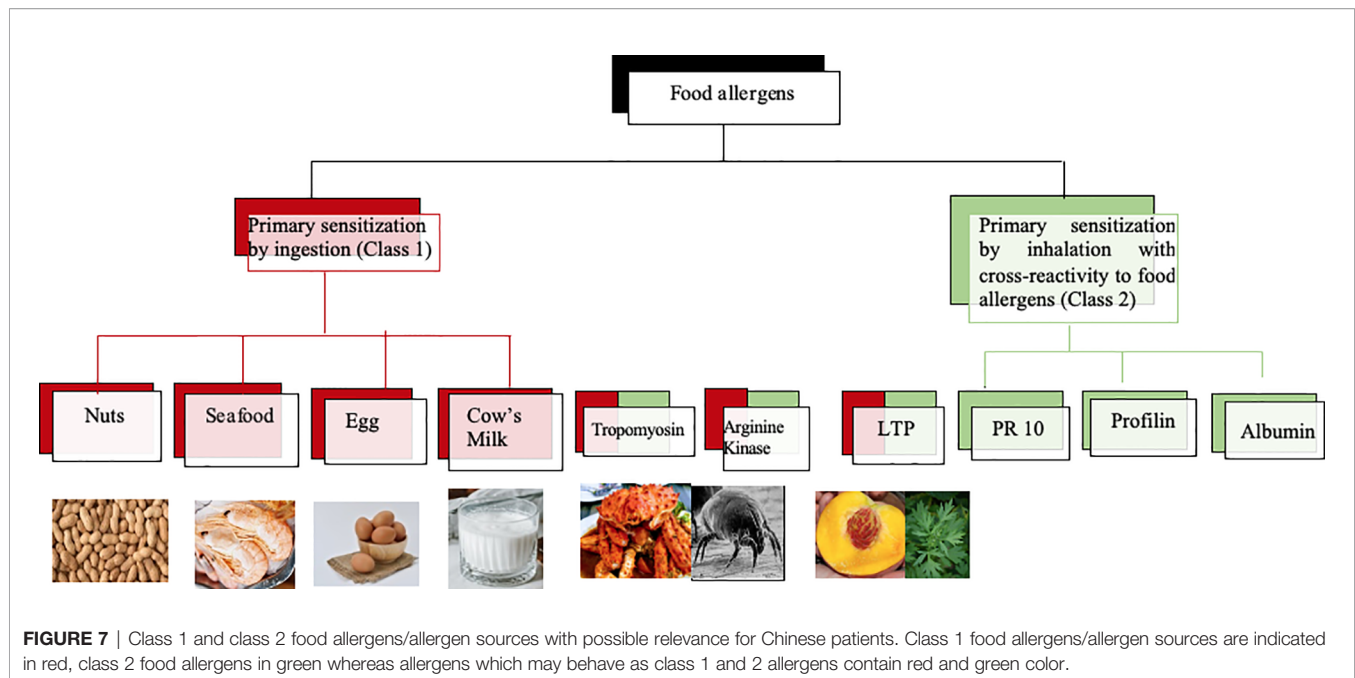 Food allergens
Primary sensitization
by ingestion (Class 1)
Primary sensitization
by inhalation with
cross-reactivity to food
allergens (Class 2)
Nuts
Seafood
Egg
Cow's
Milk
Tropomyosin
Arginine
Kinase
LTP
PR 10
Profilin
Albumin
FIGURE 7 | Class 1 and class 2 food allergens/allergen sources with possible relevance for Chinese patients. Class 1 food allergens/allergen sources are indicated
in red, class 2 food allergens in green whereas allergens which may behave as class 1 and 2 allergens contain red and green color.